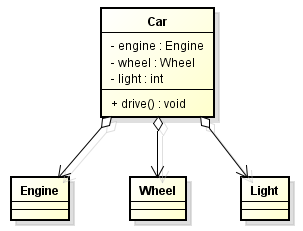 Car
- engine : Engine
- wheel : Wheel
- light : int
+ drive() : void
Engine
Wheel
Light